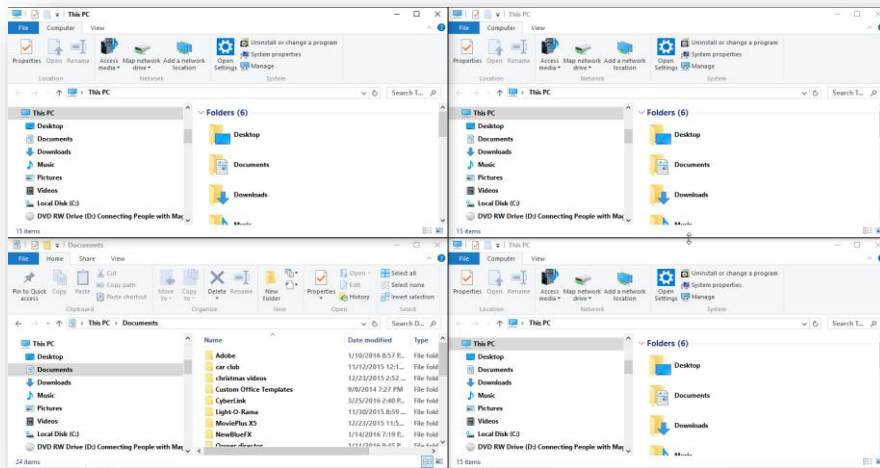 This PC
File Computer View
Properties Open Rename Access media Map network drive Add a network location Open Settings Uninstall or change a program
System properties
Manage
Location Network System
This PC Search T...
This PC
Desktop
Documents
Downloads
Music
Pictures
Videos
Local Disk (C:)
DVD RW Drive (D:) Connecting People with Mag
Folders (6)
Desktop
Documents
Downloads
Music
15 items
This PC
File Computer View
Properties Open Rename Access media Map network drive Add a network location Open Settings Uninstall or change a program
System properties
Manage
Location Network System
This PC Search T...
This PC
Desktop
Documents
Downloads
Music
Pictures
Videos
Local Disk (C:)
DVD RW Drive (D:) Connecting People with Mag
Folders (6)
Desktop
Documents
Downloads
Music
15 items
Documents
File Home Share View
Pin to Quick access Copy Paste Cut
Copy path
Paste shortcut
Move to Copy to Delete Rename New folder Properties Open
Edit
History
Select all
Select none
Invert selection
Clipboard Organize New Open Select
This PC Documents Search D...
This PC
Desktop
Documents
Downloads
Music
Pictures
Videos
Local Disk (C:)
DVD RW Drive (D:) Connecting People with Mag
Name Date modified Type
Adobe 1/10/2016 8:57 P... File fold
car club 11/12/2015 12:1... File fold
christmas videos 12/23/2015 2:52 ... File fold
Custom Office Templates 9/8/2014 7:27 PM File fold
CyberLink 3/25/2016 2:40 P... File fold
Light-O-Rama 11/30/2015 8:59 ... File fold
MoviePlus X5 12/23/2015 11:5... File fold
NewBlueFX 1/14/2016 7:19 P... File fold
24 items
This PC
File Computer View
Properties Open Rename Access media Map network drive Add a network location Open Settings Uninstall or change a program
System properties
Manage
Location Network System
This PC Search T...
This PC
Desktop
Documents
Downloads
Music
Pictures
Videos
Local Disk (C:)
DVD RW Drive (D:) Connecting People with Mag
Folders (6)
Desktop
Documents
Downloads
Music
15 items